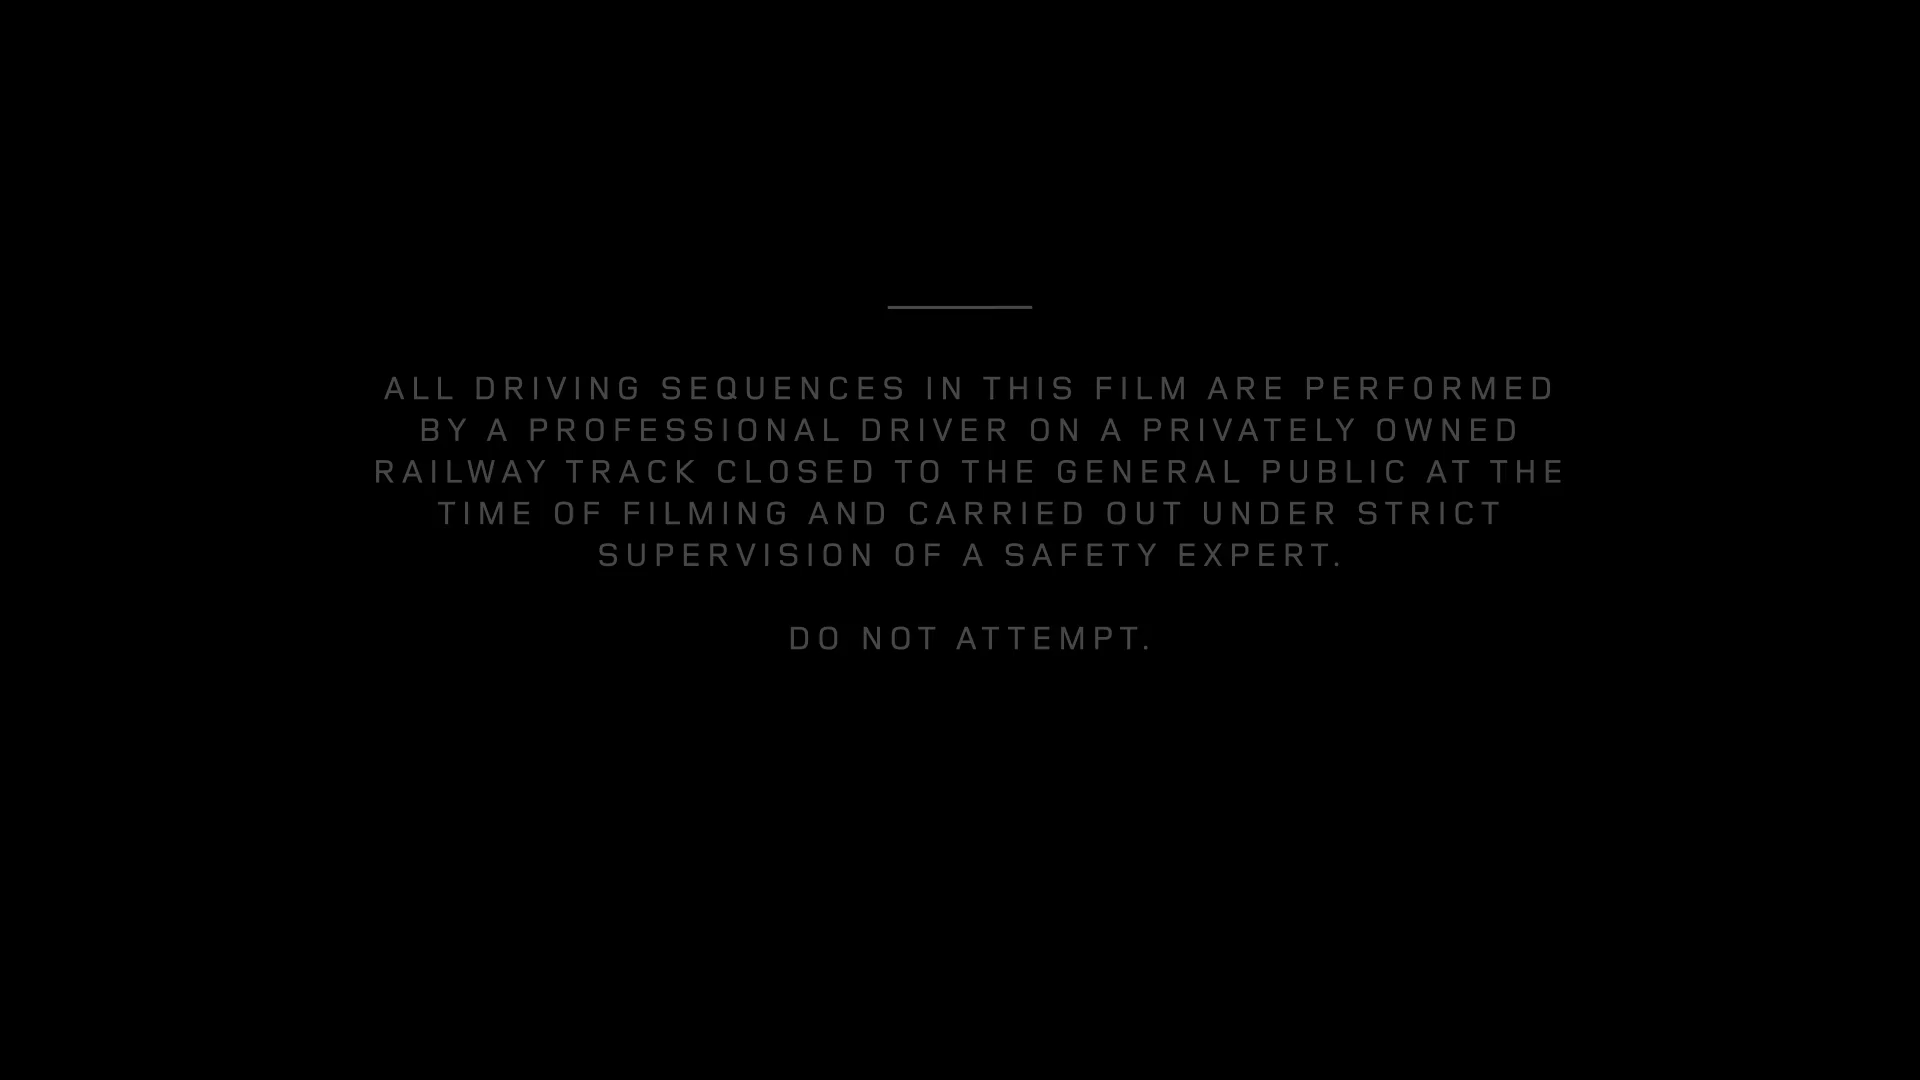 ALL DRIVING SEQUENCES IN THIS FILM ARE PERFORMED
BY A PROFESSIONAL DRIVER ON A PRIVATELY OWNED
RAILWAY TRACK CLOSED TO THE GENERAL PUBLIC AT THE
TIME OF FILMING AND CARRIED OUT UNDER STRICT
SUPERVISION OF A SAFETY EXPERT.
DO NOT ATTEMPT.